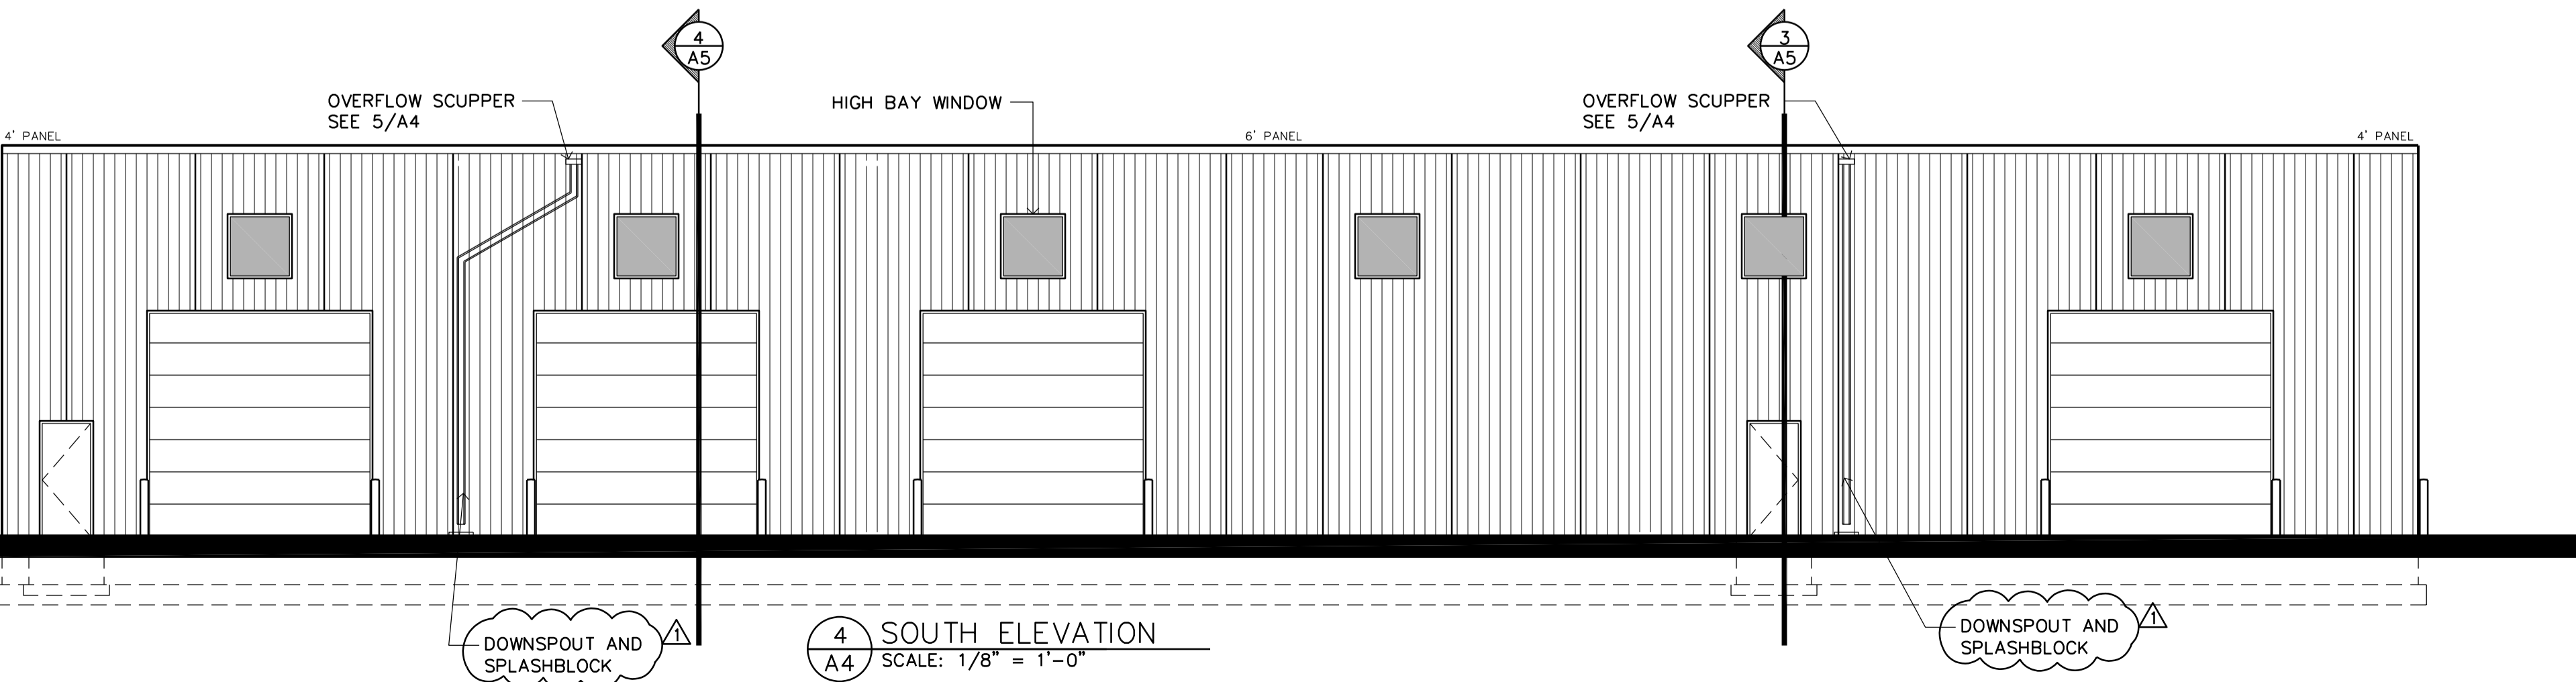 4
A5
3
A5
OVERFLOW SCUPPER
SEE 5/A4
HIGH BAY WINDOW
OVERFLOW SCUPPER
SEE 5/A4
4' PANEL
6' PANEL
4' PANEL
DOWNSPOUT AND
SPLASHBLOCK
1
4
A4
SOUTH ELEVATION
SCALE: 1/8" = 1'-0"
DOWNSPOUT AND
SPLASHBLOCK
1